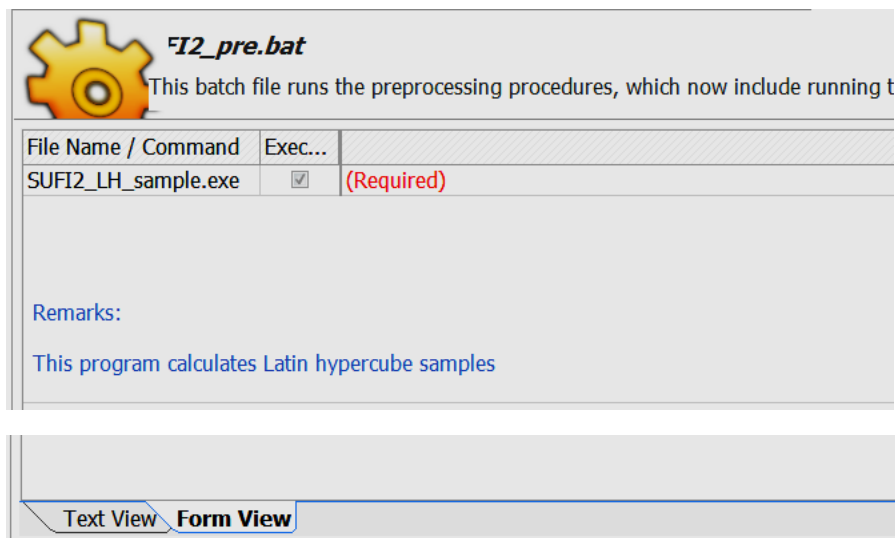 FI2_pre.bat
This batch file runs the preprocessing procedures, which now include running t
File Name / Command Exec...
SUFI2_LH_sample.exe (Required)
Remarks:
This program calculates Latin hypercube samples
Text View Form View